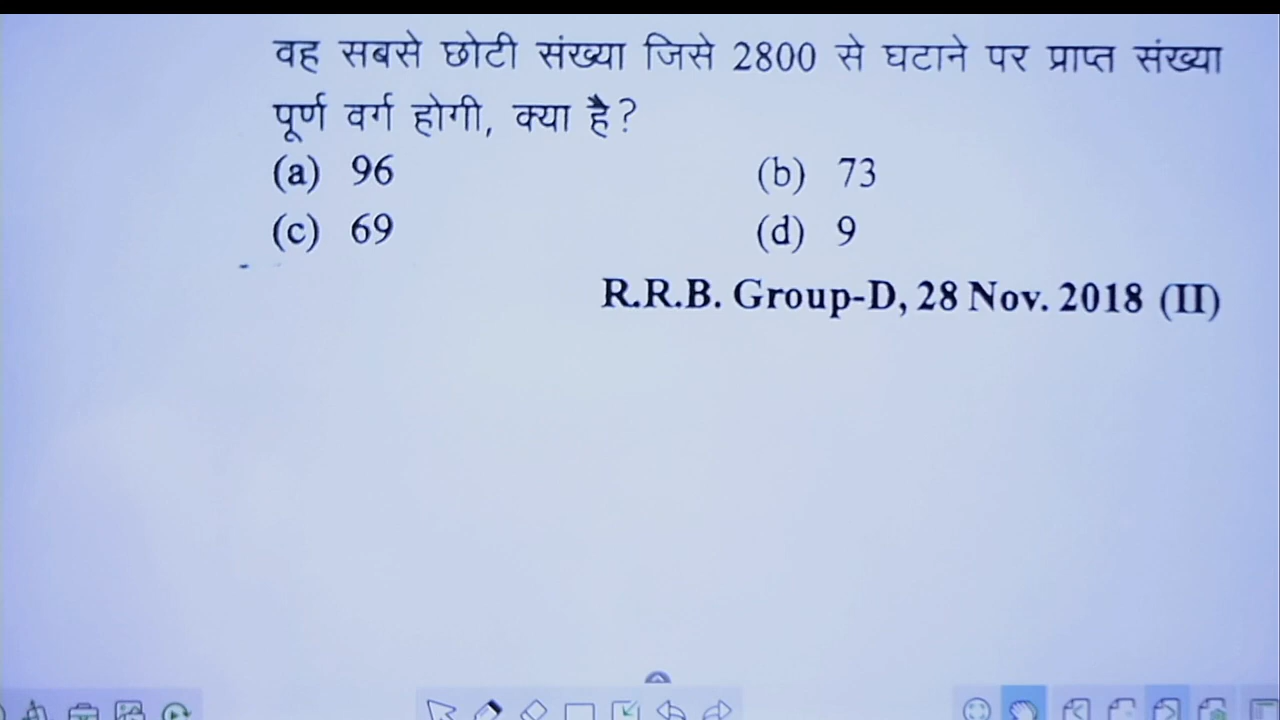 वह सबसे छोटी संख्या जिसे 2800 से घटाने पर प्राप्त संख्या
पूर्ण वर्ग होगी, क्या है?
(a) 96 (b) 73
(c) 69 (d) 9
R.R.B. Group-D, 28 Nov. 2018 (II)